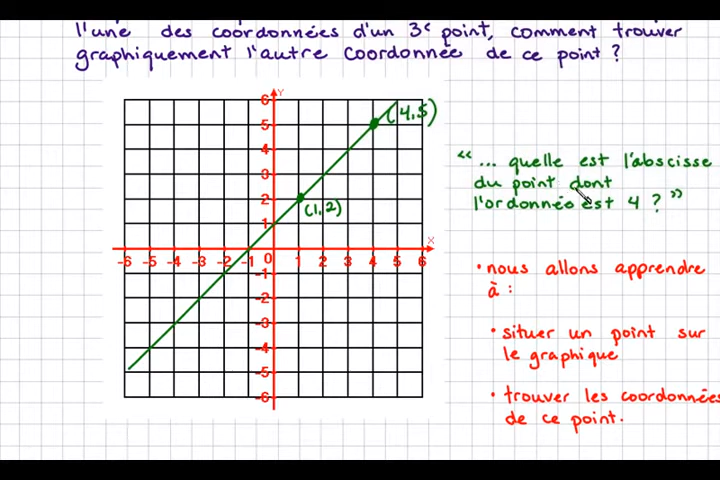 l'une des coordonnées d'un 3e point, comment trouver
graphiquement l'autre coordonnée de ce point ?
Y
6
5
4
3
2
1
(4,5)
(1,2)
X
-6 -5 -4 -3 -2 -1 0 1 2 3 4 5 6
-1
-2
-3
-4
-5
-6
“ ... quelle est l'abscisse
du point dont
l'ordonnée est 4 ? ”
• nous allons apprendre
à :
• situer un point sur
le graphique
• trouver les coordonnées
de ce point.